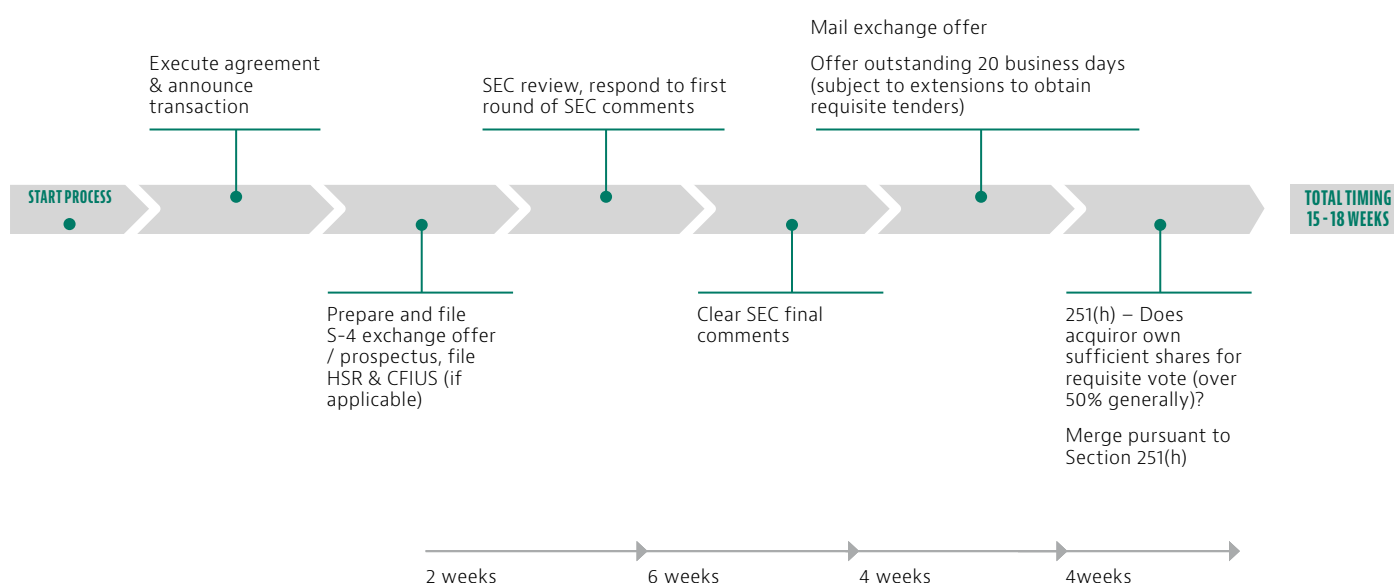 Mail exchange offer
Offer outstanding 20 business days
(subject to extensions to obtain
requisite tenders)
Execute agreement
& announce
transaction
SEC review, respond to first
round of SEC comments
START PROCESS
TOTAL TIMING
15 - 18 WEEKS
Prepare and file
S-4 exchange offer
/ prospectus, file
HSR & CFIUS (if
applicable)
Clear SEC final
comments
251(h) – Does
acquiror own
sufficient shares for
requisite vote (over
50% generally)?
Merge pursuant to
Section 251(h)
2 weeks
6 weeks
4 weeks
4weeks